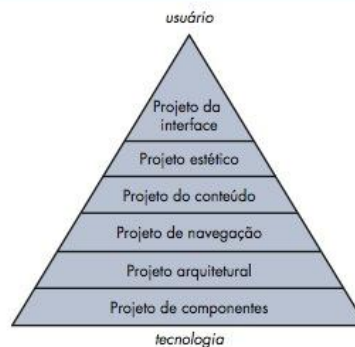 usuário
Projeto da
interface
Projeto estético
Projeto do conteúdo
Projeto de navegação
Projeto arquitetural
Projeto de componentes
tecnologia